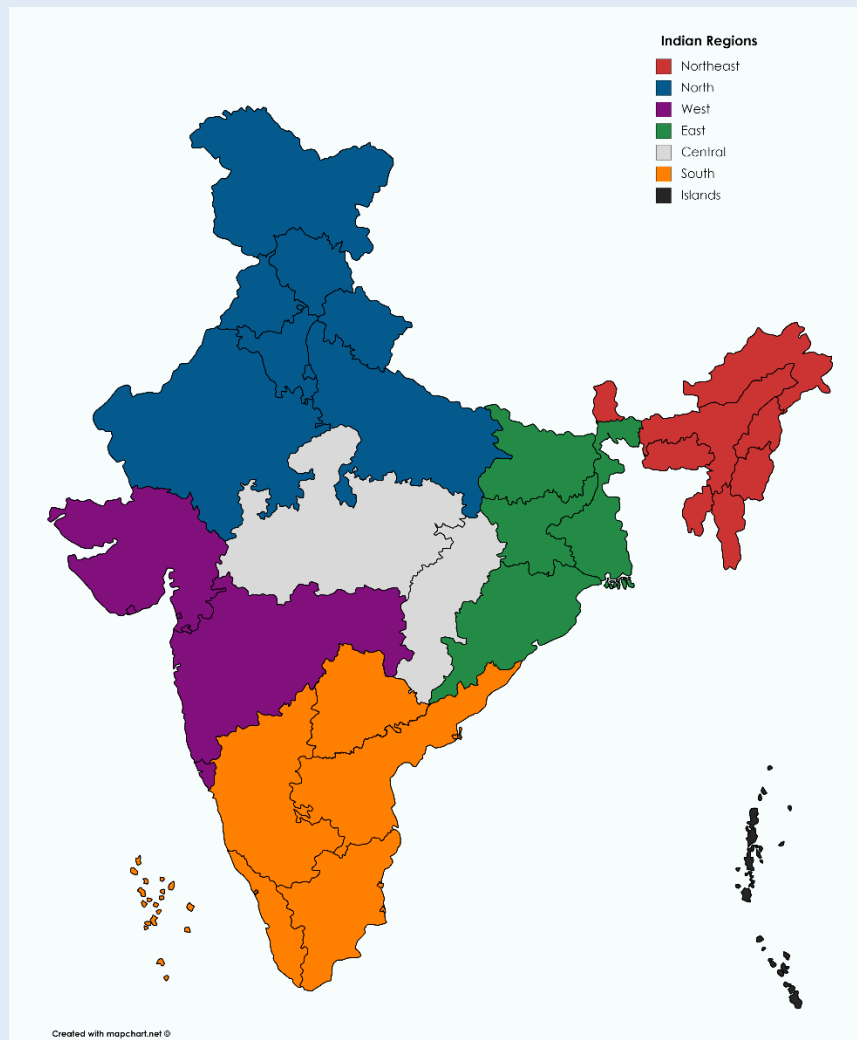 Indian Regions
Northeast
North
West
East
Central
South
Islands
Created with mapchart.net ©